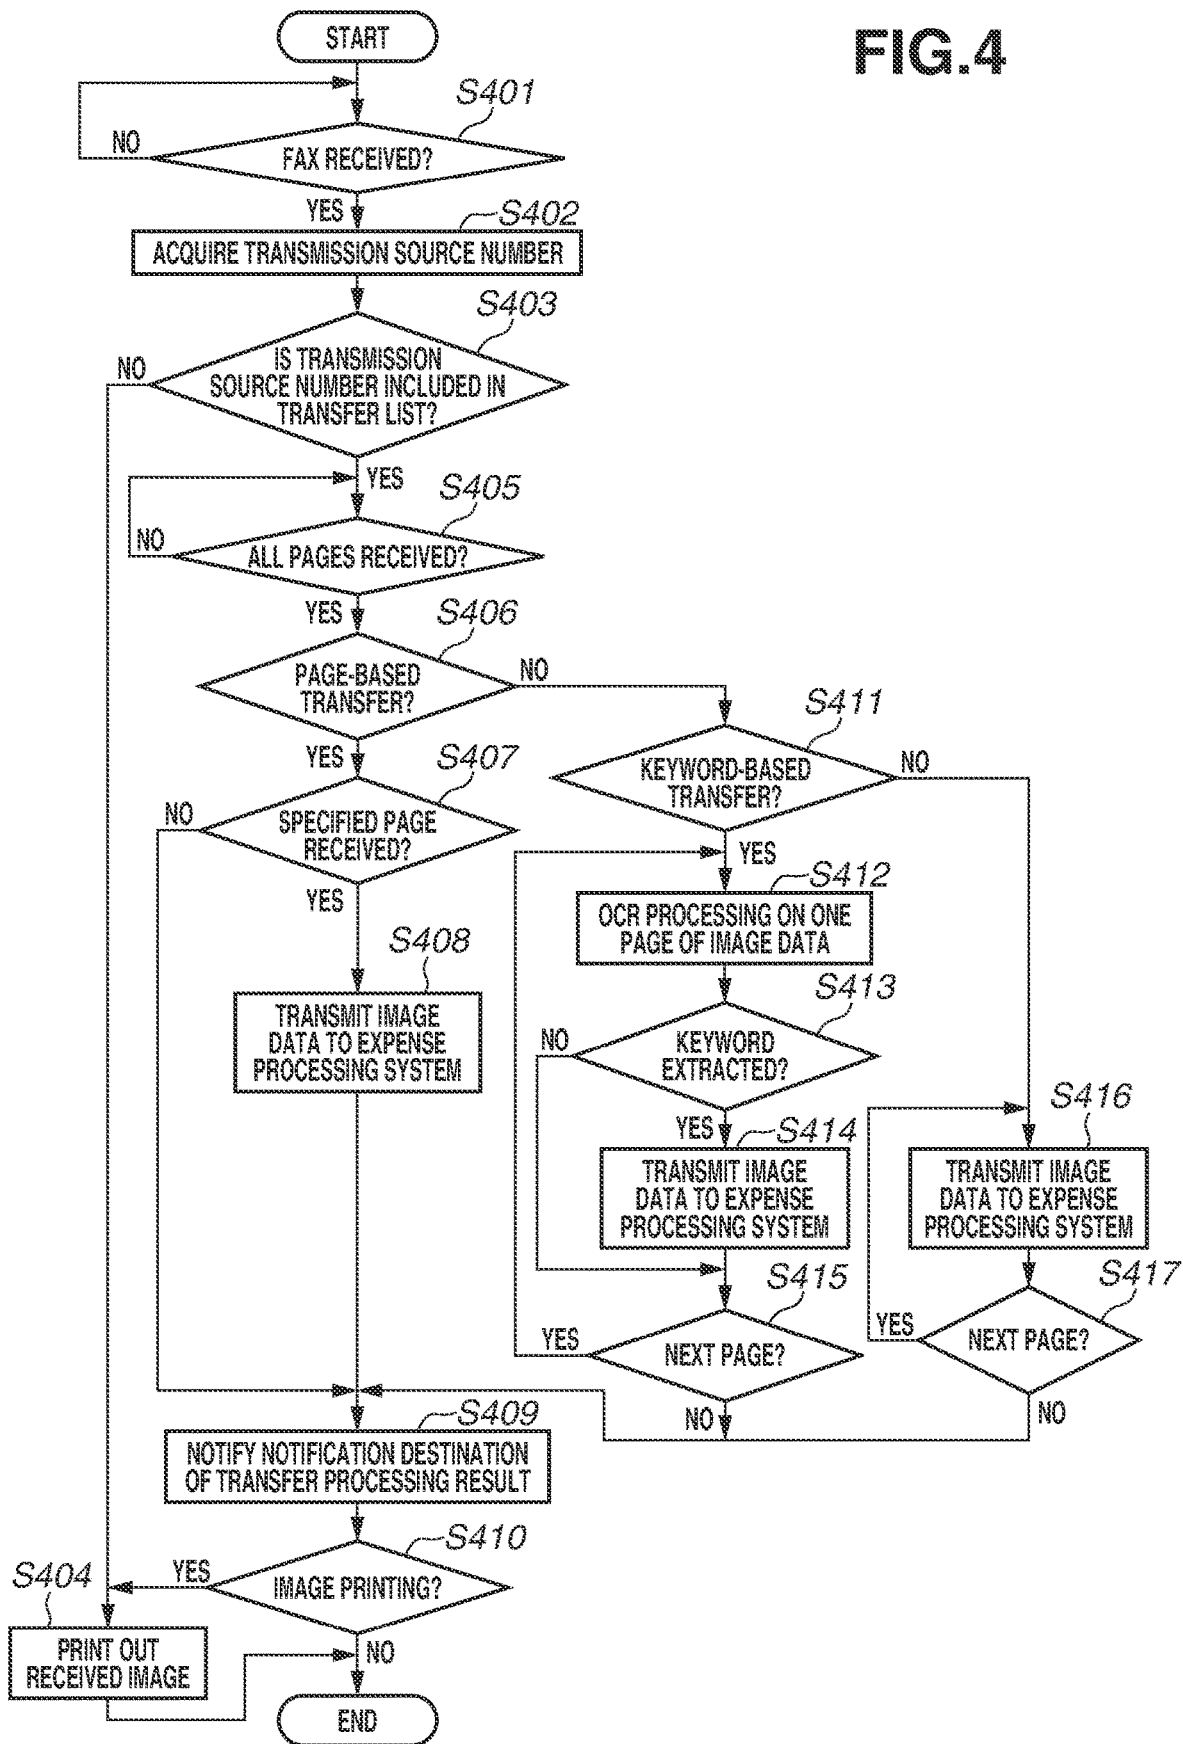 FIG.4
START
S401
NO
FAX RECEIVED?
YES
S402
ACQUIRE TRANSMISSION SOURCE NUMBER
S403
NO
IS TRANSMISSION
SOURCE NUMBER INCLUDED IN
TRANSFER LIST?
YES
S405
NO
ALL PAGES RECEIVED?
YES
S406
PAGE-BASED
TRANSFER?
NO
YES
S407
NO
SPECIFIED PAGE
RECEIVED?
YES
S408
TRANSMIT IMAGE
DATA TO EXPENSE
PROCESSING SYSTEM
S411
KEYWORD-BASED
TRANSFER?
NO
YES
S412
OCR PROCESSING ON ONE
PAGE OF IMAGE DATA
S413
NO
KEYWORD
EXTRACTED?
YES
S414
TRANSMIT IMAGE
DATA TO EXPENSE
PROCESSING SYSTEM
S415
YES
NEXT PAGE?
NO
S416
TRANSMIT IMAGE
DATA TO EXPENSE
PROCESSING SYSTEM
S417
YES
NEXT PAGE?
NO
S409
NOTIFY NOTIFICATION DESTINATION
OF TRANSFER PROCESSING RESULT
S410
YES
IMAGE PRINTING?
NO
S404
PRINT OUT
RECEIVED IMAGE
END